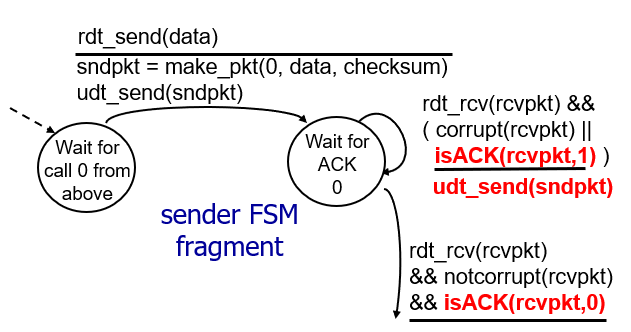 rdt_send(data)
sndpkt = make_pkt(0, data, checksum)
udt_send(sndpkt)
Wait for
call 0 from
above
Wait for
ACK
0
rdt_rcv(rcvpkt) &&
( corrupt(rcvpkt) ||
isACK(rcvpkt,1) )
udt_send(sndpkt)
sender FSM
fragment
rdt_rcv(rcvpkt)
&& notcorrupt(rcvpkt)
&& isACK(rcvpkt,0)